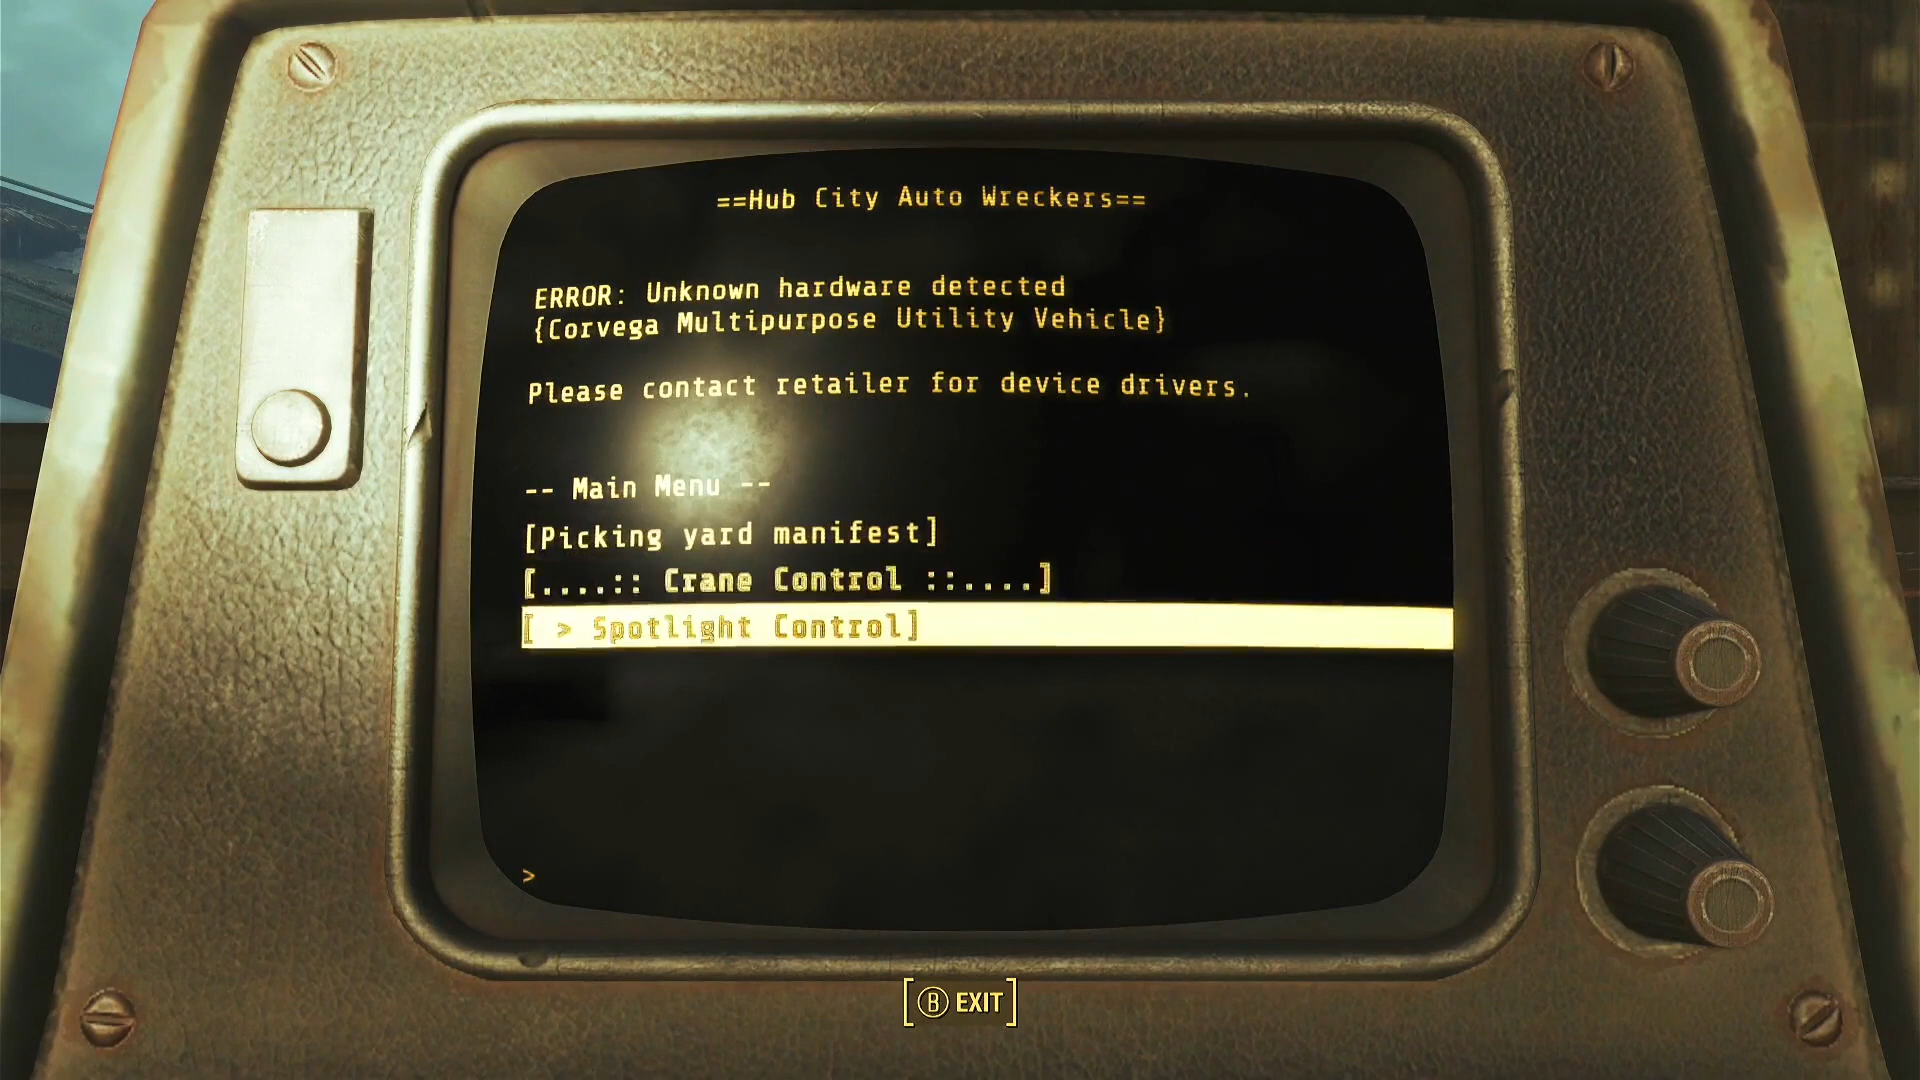 ==Hub City Auto Wreckers==
ERROR: Unknown hardware detected
{Corvega Multipurpose Utility Vehicle}
Please contact retailer for device drivers.
-- Main Menu --
[Picking yard manifest]
[....:: Crane Control ::....]
[ > Spotlight Control]
>
[Ⓑ EXIT]